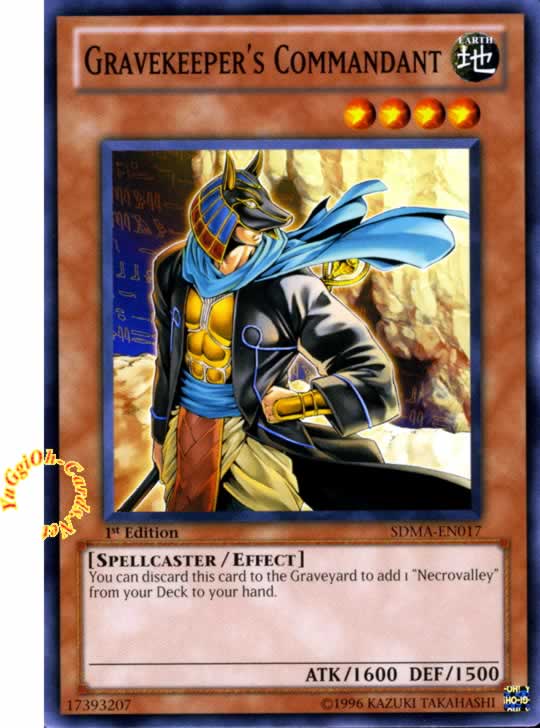 GRAVEKEEPER'S COMMANDANT
EARTH
地
YuGgiOh-Cards.Net
1st Edition
SDMA-EN017
[SPELLCASTER / EFFECT]
You can discard this card to the Graveyard to add 1 "Necrovalley"
from your Deck to your hand.
ATK/1600 DEF/1500
17393207
©1996 KAZUKI TAKAHASHI